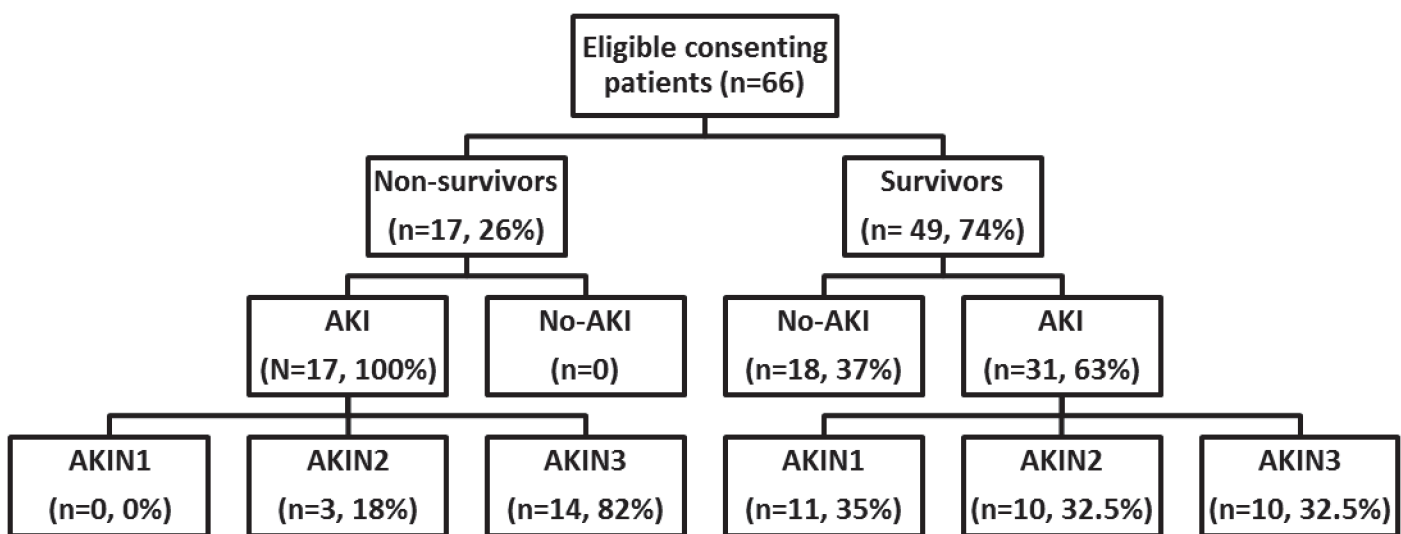 Eligible consenting
patients (n=66)
Non-survivors
(n=17, 26%)
Survivors
(n= 49, 74%)
AKI
(N=17, 100%)
No-AKI
(n=0)
No-AKI
(n=18, 37%)
AKI
(n=31, 63%)
AKIN1
(n=0, 0%)
AKIN2
(n=3, 18%)
AKIN3
(n=14, 82%)
AKIN1
(n=11, 35%)
AKIN2
(n=10, 32.5%)
AKIN3
(n=10, 32.5%)